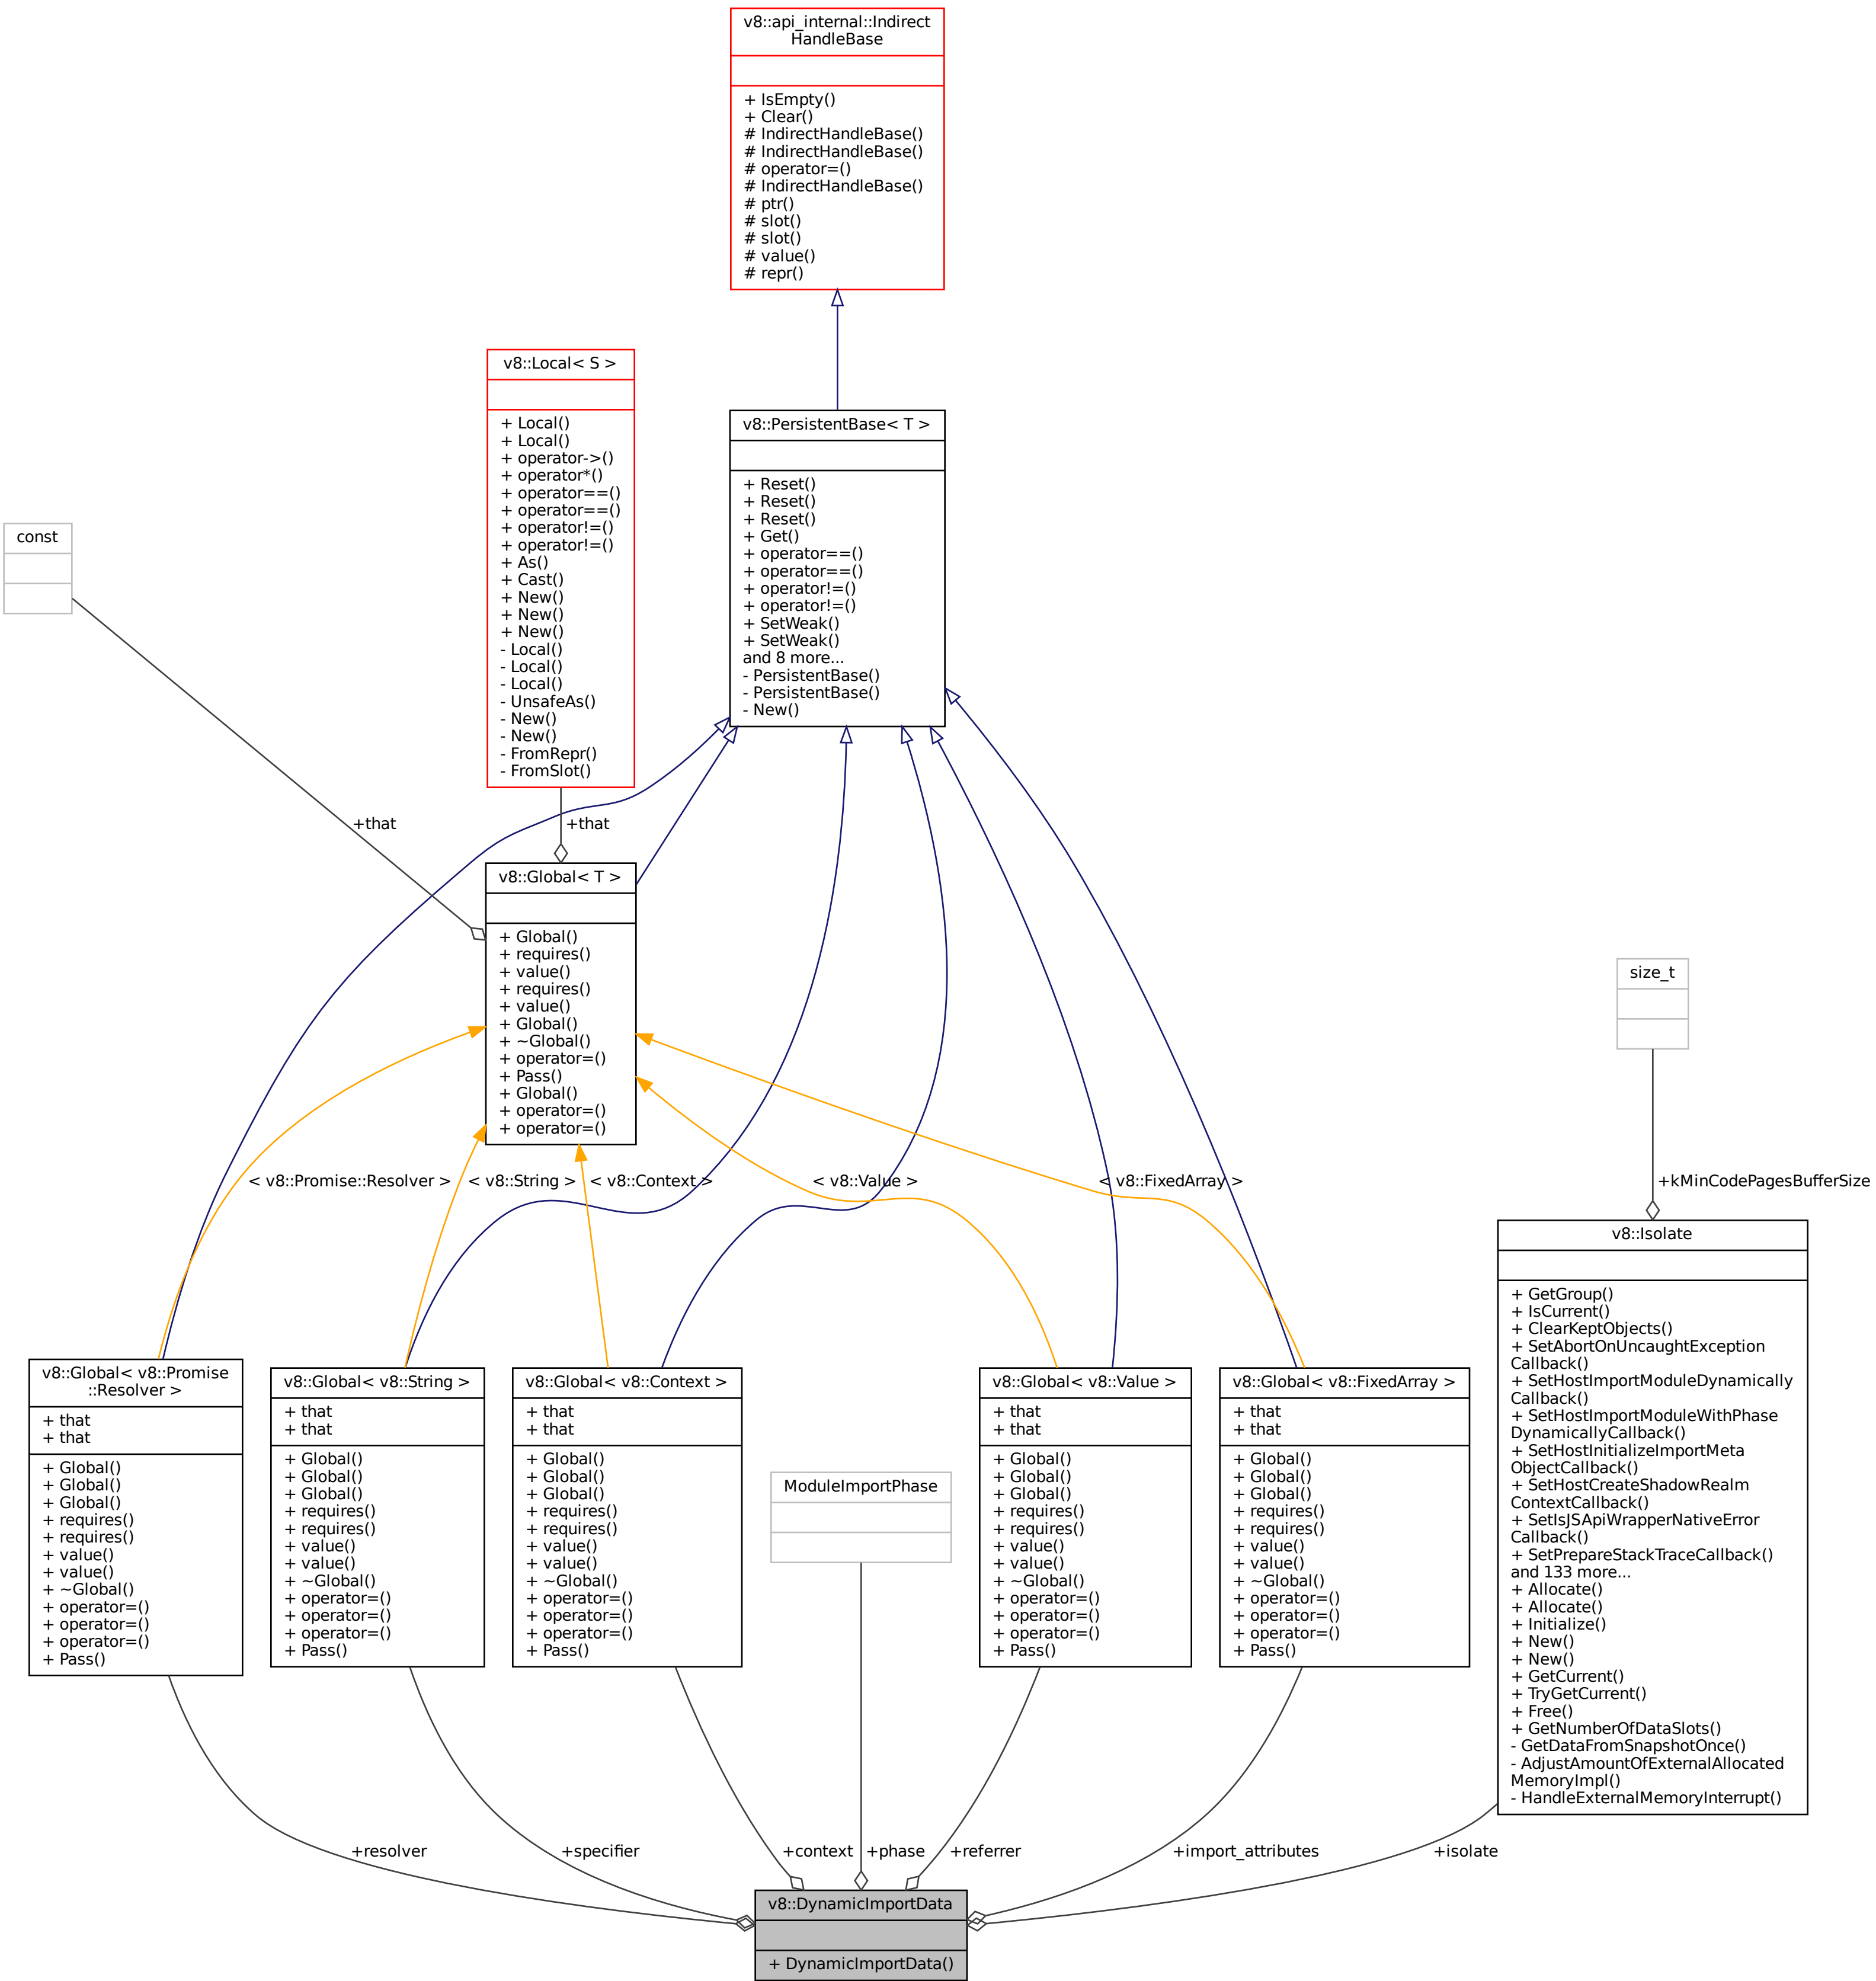 v8::api_internal::Indirect
HandleBase
+ IsEmpty()
+ Clear()
# IndirectHandleBase()
# IndirectHandleBase()
# operator=()
# IndirectHandleBase()
# ptr()
# slot()
# slot()
# value()
# repr()
v8::Local< S >
+ Local()
+ Local()
+ operator->()
+ operator*()
+ operator==()
+ operator==()
+ operator!=()
+ operator!=()
+ As()
+ Cast()
+ New()
+ New()
+ New()
- Local()
- Local()
- Local()
- UnsafeAs()
- New()
- New()
- FromRepr()
- FromSlot()
v8::PersistentBase< T >
+ Reset()
+ Reset()
+ Reset()
+ Get()
+ operator==()
+ operator==()
+ operator!=()
+ operator!=()
+ SetWeak()
+ SetWeak()
and 8 more...
- PersistentBase()
- PersistentBase()
- New()
const
+that
+that
v8::Global< T >
+ Global()
+ requires()
+ value()
+ requires()
+ value()
+ Global()
+ ~Global()
+ operator=()
+ Pass()
+ Global()
+ operator=()
+ operator=()
size_t
< v8::Promise::Resolver >
< v8::String >
< v8::Context >
< v8::Value >
< v8::FixedArray >
+kMinCodePagesBufferSize
v8::Global< v8::Promise
::Resolver >
+ that
+ that
+ Global()
+ Global()
+ Global()
+ requires()
+ requires()
+ value()
+ value()
+ ~Global()
+ operator=()
+ operator=()
+ operator=()
+ Pass()
v8::Global< v8::String >
+ that
+ that
+ Global()
+ Global()
+ Global()
+ requires()
+ requires()
+ value()
+ value()
+ ~Global()
+ operator=()
+ operator=()
+ operator=()
+ Pass()
v8::Global< v8::Context >
+ that
+ that
+ Global()
+ Global()
+ Global()
+ requires()
+ requires()
+ value()
+ value()
+ ~Global()
+ operator=()
+ operator=()
+ operator=()
+ Pass()
ModuleImportPhase
v8::Global< v8::Value >
+ that
+ that
+ Global()
+ Global()
+ Global()
+ requires()
+ requires()
+ value()
+ value()
+ ~Global()
+ operator=()
+ operator=()
+ operator=()
+ Pass()
v8::Global< v8::FixedArray >
+ that
+ that
+ Global()
+ Global()
+ Global()
+ requires()
+ requires()
+ value()
+ value()
+ ~Global()
+ operator=()
+ operator=()
+ operator=()
+ Pass()
v8::Isolate
+ GetGroup()
+ IsCurrent()
+ ClearKeptObjects()
+ SetAbortOnUncaughtException
Callback()
+ SetHostImportModuleDynamically
Callback()
+ SetHostImportModuleWithPhase
DynamicallyCallback()
+ SetHostInitializeImportMeta
ObjectCallback()
+ SetHostCreateShadowRealm
ContextCallback()
+ SetIsJSApiWrapperNativeError
Callback()
+ SetPrepareStackTraceCallback()
and 133 more...
+ Allocate()
+ Allocate()
+ Initialize()
+ New()
+ New()
+ GetCurrent()
+ TryGetCurrent()
+ Free()
+ GetNumberOfDataSlots()
- GetDataFromSnapshotOnce()
- AdjustAmountOfExternalAllocated
MemoryImpl()
- HandleExternalMemoryInterrupt()
+resolver
+specifier
+context
+phase
+referrer
+import_attributes
+isolate
v8::DynamicImportData
+ DynamicImportData()